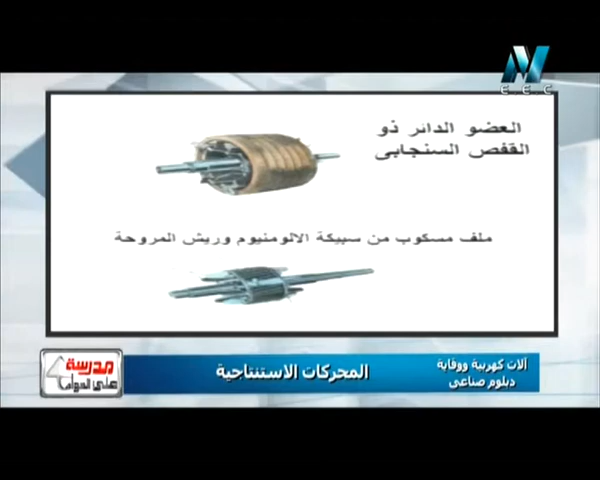 E.E.C
العضو الدائر ذو
القفص السنجابى
ملف مسكوب من سبيكة الالومنيوم وريش المروحة
آلات كهربية ووقاية
دبلوم صناعى
المحركات الاستنتاجية
مدرسة
على الهواء